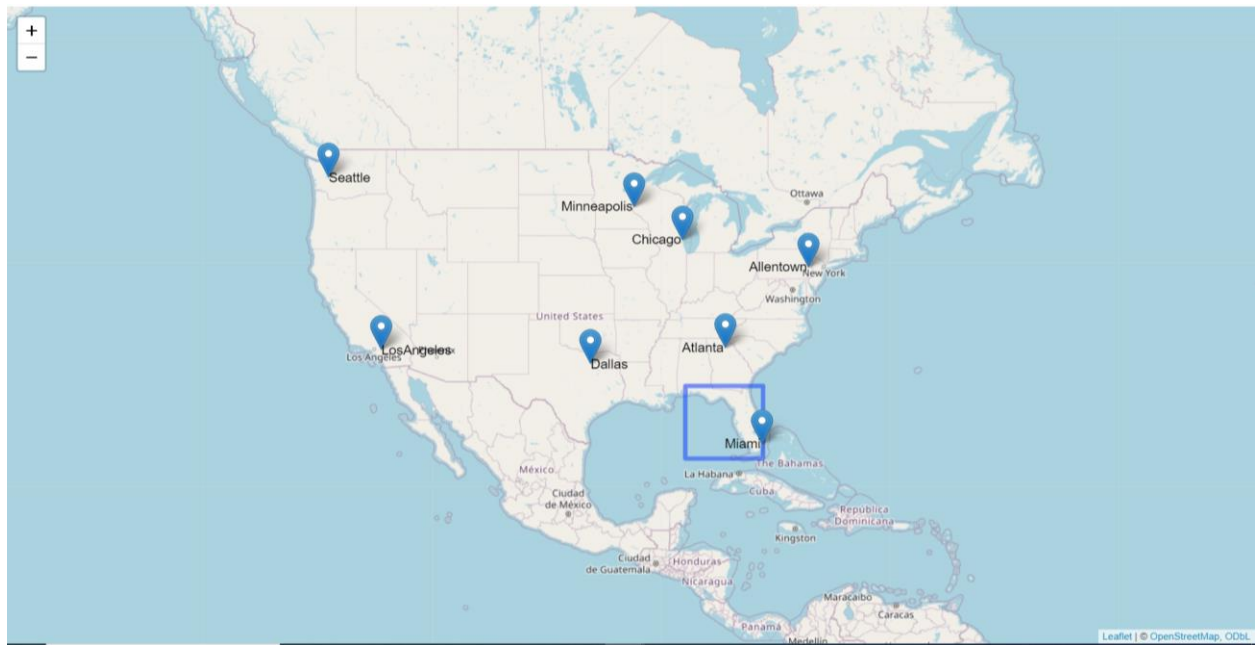 +
−
Ottawa
Seattle
Minneapolis
Chicago
Allentown
New York
Washington
United States
Los Angeles
LosAngeles
Dallas
Atlanta
Miami
La Habana
The Bahamas
México
Cuba
Ciudad
de México
República
Dominicana
Kingston
Ciudad
de Guatemala
Honduras
Nicaragua
Maracaibo
Caracas
Panamá
Medellín
Leaflet | © OpenStreetMap, ODbL